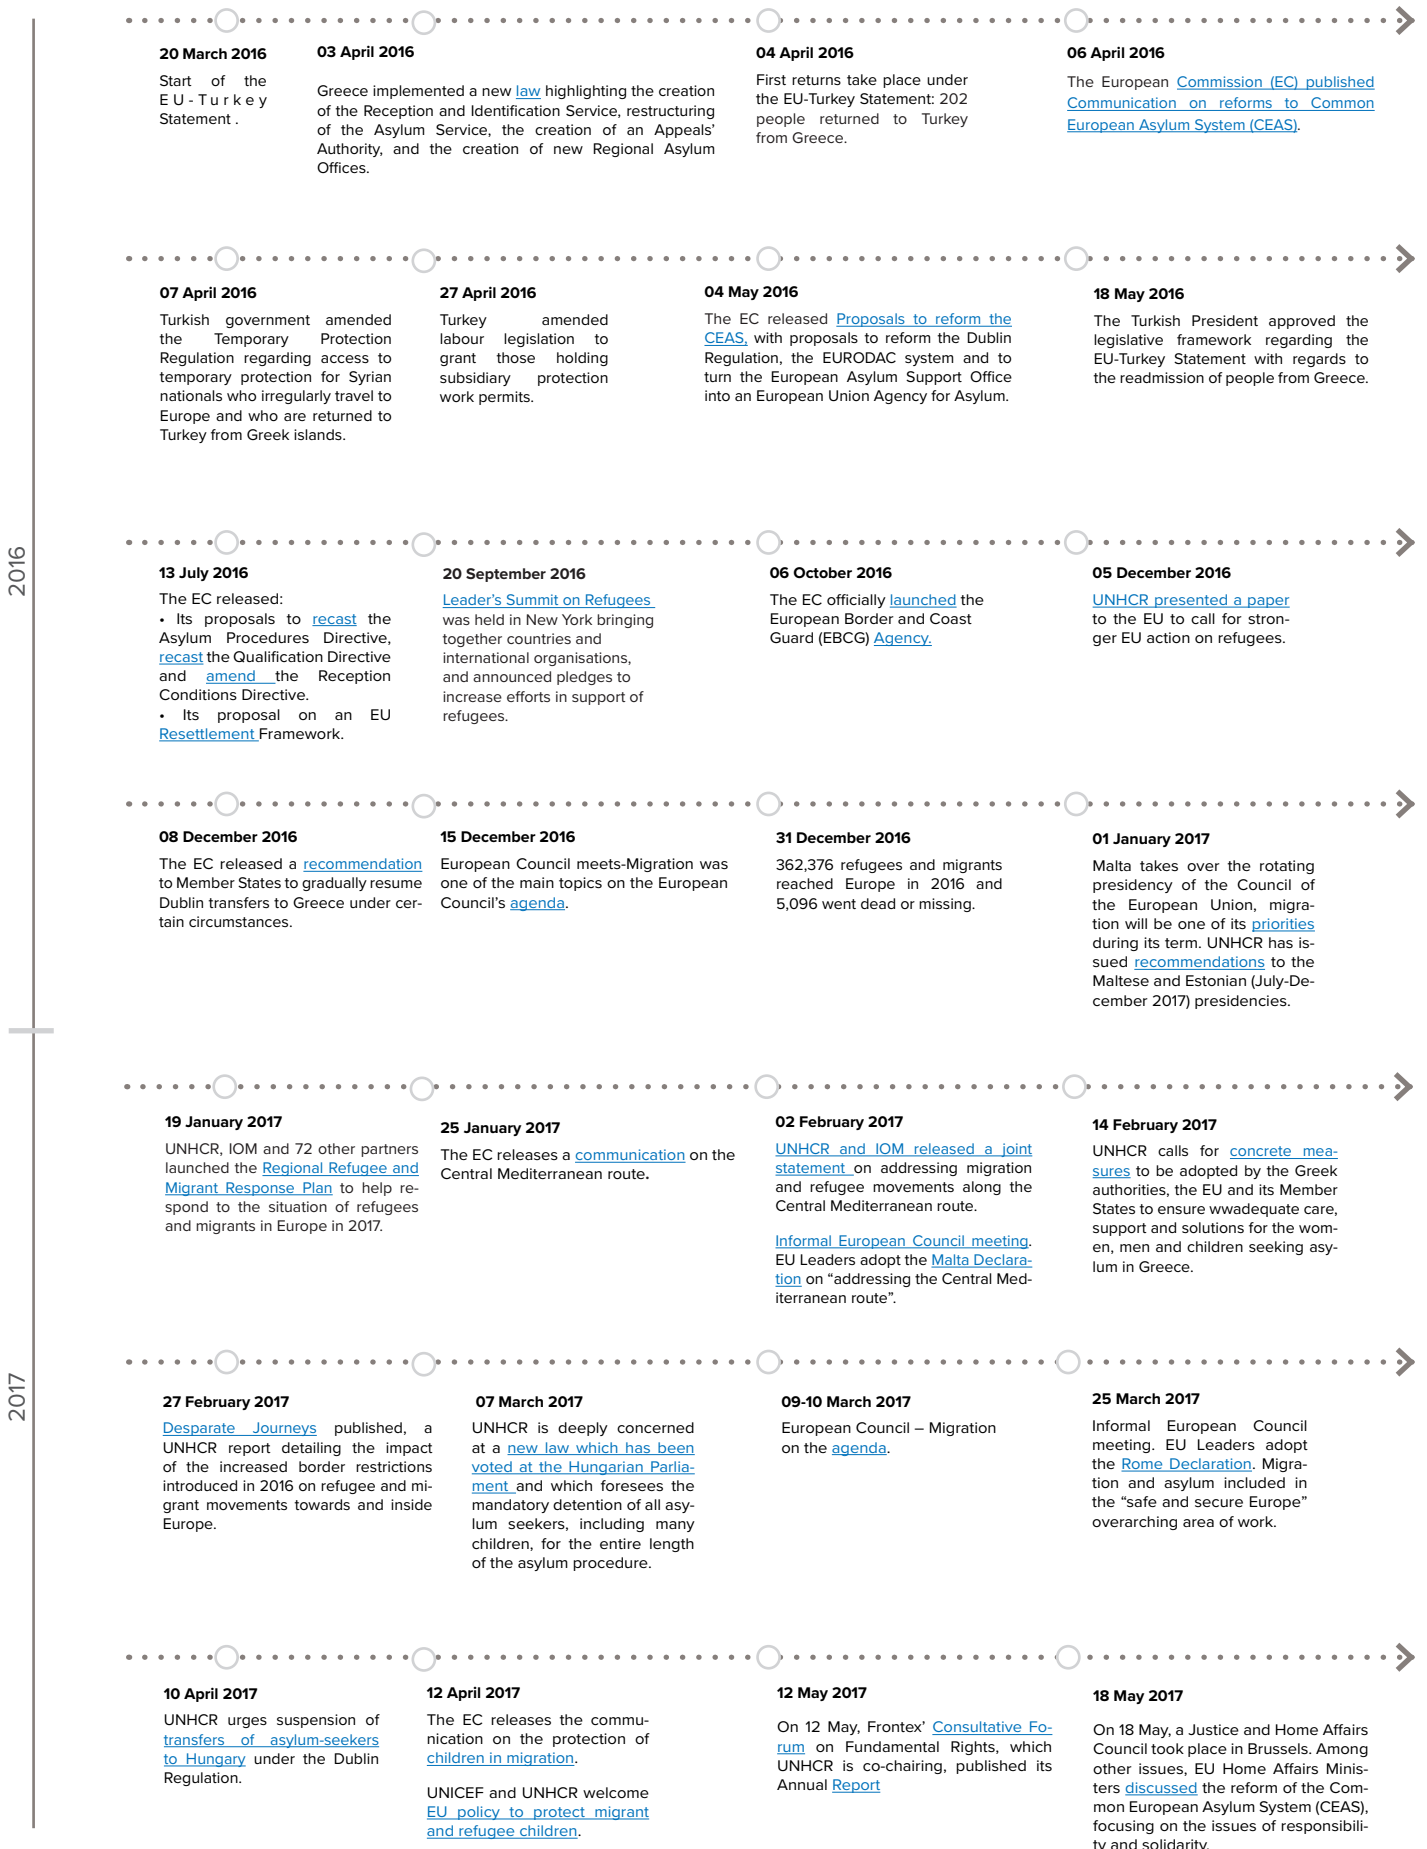 2016
20 March 2016
Start of the
EU-Turkey
Statement .
03 April 2016
Greece implemented a new law highlighting the creation
of the Reception and Identification Service, restructuring
of the Asylum Service, the creation of an Appeals'
Authority, and the creation of new Regional Asylum
Offices.
04 April 2016
First returns take place under
the EU-Turkey Statement: 202
people returned to Turkey
from Greece.
06 April 2016
The European Commission (EC) published
Communication on reforms to Common
European Asylum System (CEAS).
07 April 2016
Turkish government amended
the Temporary Protection
Regulation regarding access to
temporary protection for Syrian
nationals who irregularly travel to
Europe and who are returned to
Turkey from Greek islands.
27 April 2016
Turkey amended
labour legislation to
grant those holding
subsidiary protection
work permits.
04 May 2016
The EC released Proposals to reform the
CEAS, with proposals to reform the Dublin
Regulation, the EURODAC system and to
turn the European Asylum Support Office
into an European Union Agency for Asylum.
18 May 2016
The Turkish President approved the
legislative framework regarding the
EU-Turkey Statement with regards to
the readmission of people from Greece.
13 July 2016
The EC released:
• Its proposals to recast the
Asylum Procedures Directive,
recast the Qualification Directive
and amend the Reception
Conditions Directive.
• Its proposal on an EU
Resettlement Framework.
20 September 2016
Leader's Summit on Refugees
was held in New York bringing
together countries and
international organisations,
and announced pledges to
increase efforts in support of
refugees.
06 October 2016
The EC officially launched the
European Border and Coast
Guard (EBCG) Agency.
05 December 2016
UNHCR presented a paper
to the EU to call for stron-
ger EU action on refugees.
08 December 2016
The EC released a recommendation
to Member States to gradually resume
Dublin transfers to Greece under cer-
tain circumstances.
15 December 2016
European Council meets-Migration was
one of the main topics on the European
Council's agenda.
31 December 2016
362,376 refugees and migrants
reached Europe in 2016 and
5,096 went dead or missing.
01 January 2017
Malta takes over the rotating
presidency of the Council of
the European Union, migra-
tion will be one of its priorities
during its term. UNHCR has is-
sued recommendations to the
Maltese and Estonian (July-De-
cember 2017) presidencies.
2017
19 January 2017
UNHCR, IOM and 72 other partners
launched the Regional Refugee and
Migrant Response Plan to help re-
spond to the situation of refugees
and migrants in Europe in 2017.
25 January 2017
The EC releases a communication on the
Central Mediterranean route.
02 February 2017
UNHCR and IOM released a joint
statement on addressing migration
and refugee movements along the
Central Mediterranean route.
Informal European Council meeting.
EU Leaders adopt the Malta Declara-
tion on “addressing the Central Med-
iterranean route”.
14 February 2017
UNHCR calls for concrete mea-
sures to be adopted by the Greek
authorities, the EU and its Member
States to ensure wwadequate care,
support and solutions for the wom-
en, men and children seeking asy-
lum in Greece.
27 February 2017
Desparate Journeys published, a
UNHCR report detailing the impact
of the increased border restrictions
introduced in 2016 on refugee and mi-
grant movements towards and inside
Europe.
07 March 2017
UNHCR is deeply concerned
at a new law which has been
voted at the Hungarian Parlia-
ment and which foresees the
mandatory detention of all asy-
lum seekers, including many
children, for the entire length
of the asylum procedure.
09-10 March 2017
European Council – Migration
on the agenda.
25 March 2017
Informal European Council
meeting. EU Leaders adopt
the Rome Declaration. Migra-
tion and asylum included in
the “safe and secure Europe”
overarching area of work.
10 April 2017
UNHCR urges suspension of
transfers of asylum-seekers
to Hungary under the Dublin
Regulation.
12 April 2017
The EC releases the commu-
nication on the protection of
children in migration.
UNICEF and UNHCR welcome
EU policy to protect migrant
and refugee children.
12 May 2017
On 12 May, Frontex’ Consultative Fo-
rum on Fundamental Rights, which
UNHCR is co-chairing, published its
Annual Report
18 May 2017
On 18 May, a Justice and Home Affairs
Council took place in Brussels. Among
other issues, EU Home Affairs Minis-
ters discussed the reform of the Com-
mon European Asylum System (CEAS),
focusing on the issues of responsibili-
ty and solidarity.